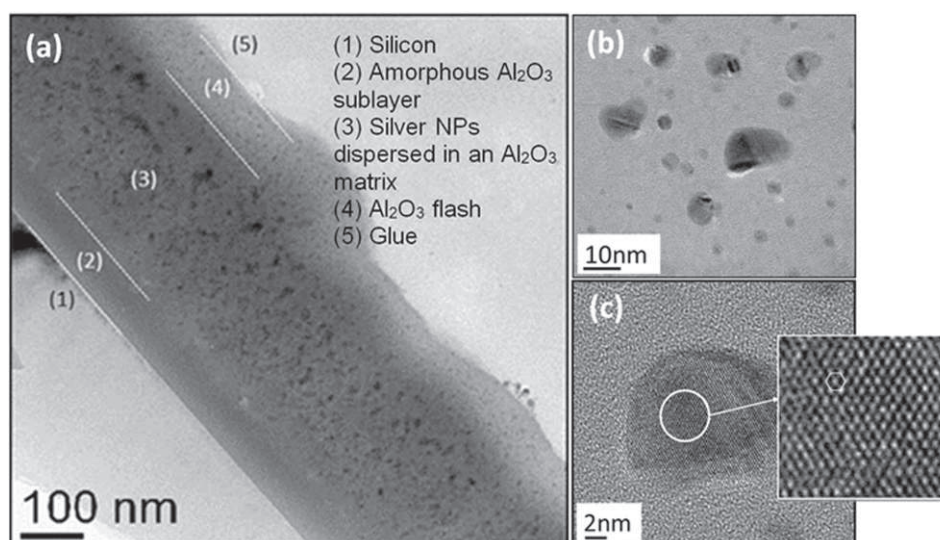 (a)
(5)
(4)
(3)
(2)
(1)
100 nm
(1) Silicon
(2) Amorphous Al₂O₃
sublayer
(3) Silver NPs
dispersed in an Al₂O₃
matrix
(4) Al₂O₃ flash
(5) Glue
(b)
10nm
(c)
2nm